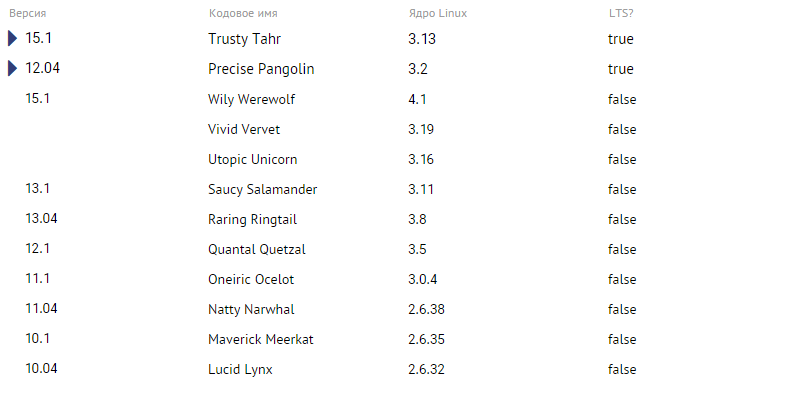 Версия Кодовое имя Ядро Linux LTS?
15.1 Trusty Tahr 3.13 true
12.04 Precise Pangolin 3.2 true
15.1 Wily Werewolf 4.1 false
Vivid Vervet 3.19 false
Utopic Unicorn 3.16 false
13.1 Saucy Salamander 3.11 false
13.04 Raring Ringtail 3.8 false
12.1 Quantal Quetzal 3.5 false
11.1 Oneiric Ocelot 3.0.4 false
11.04 Natty Narwhal 2.6.38 false
10.1 Maverick Meerkat 2.6.35 false
10.04 Lucid Lynx 2.6.32 false